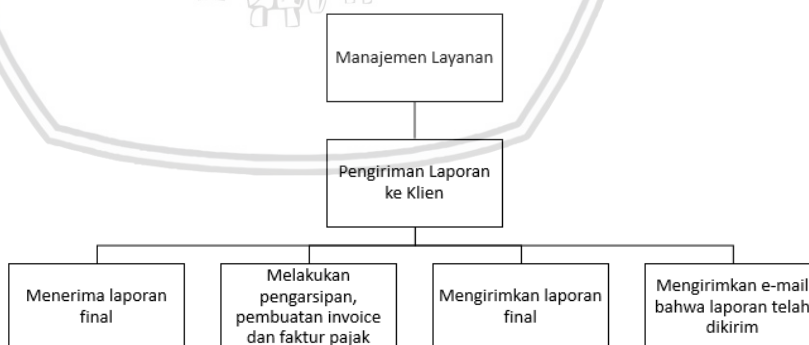 Manajemen Layanan
Pengiriman Laporan
ke Klien
Menerima laporan
final
Melakukan
pengarsipan,
pembuatan invoice
dan faktur pajak
Mengirimkan laporan
final
Mengirimkan e-mail
bahwa laporan telah
dikirim